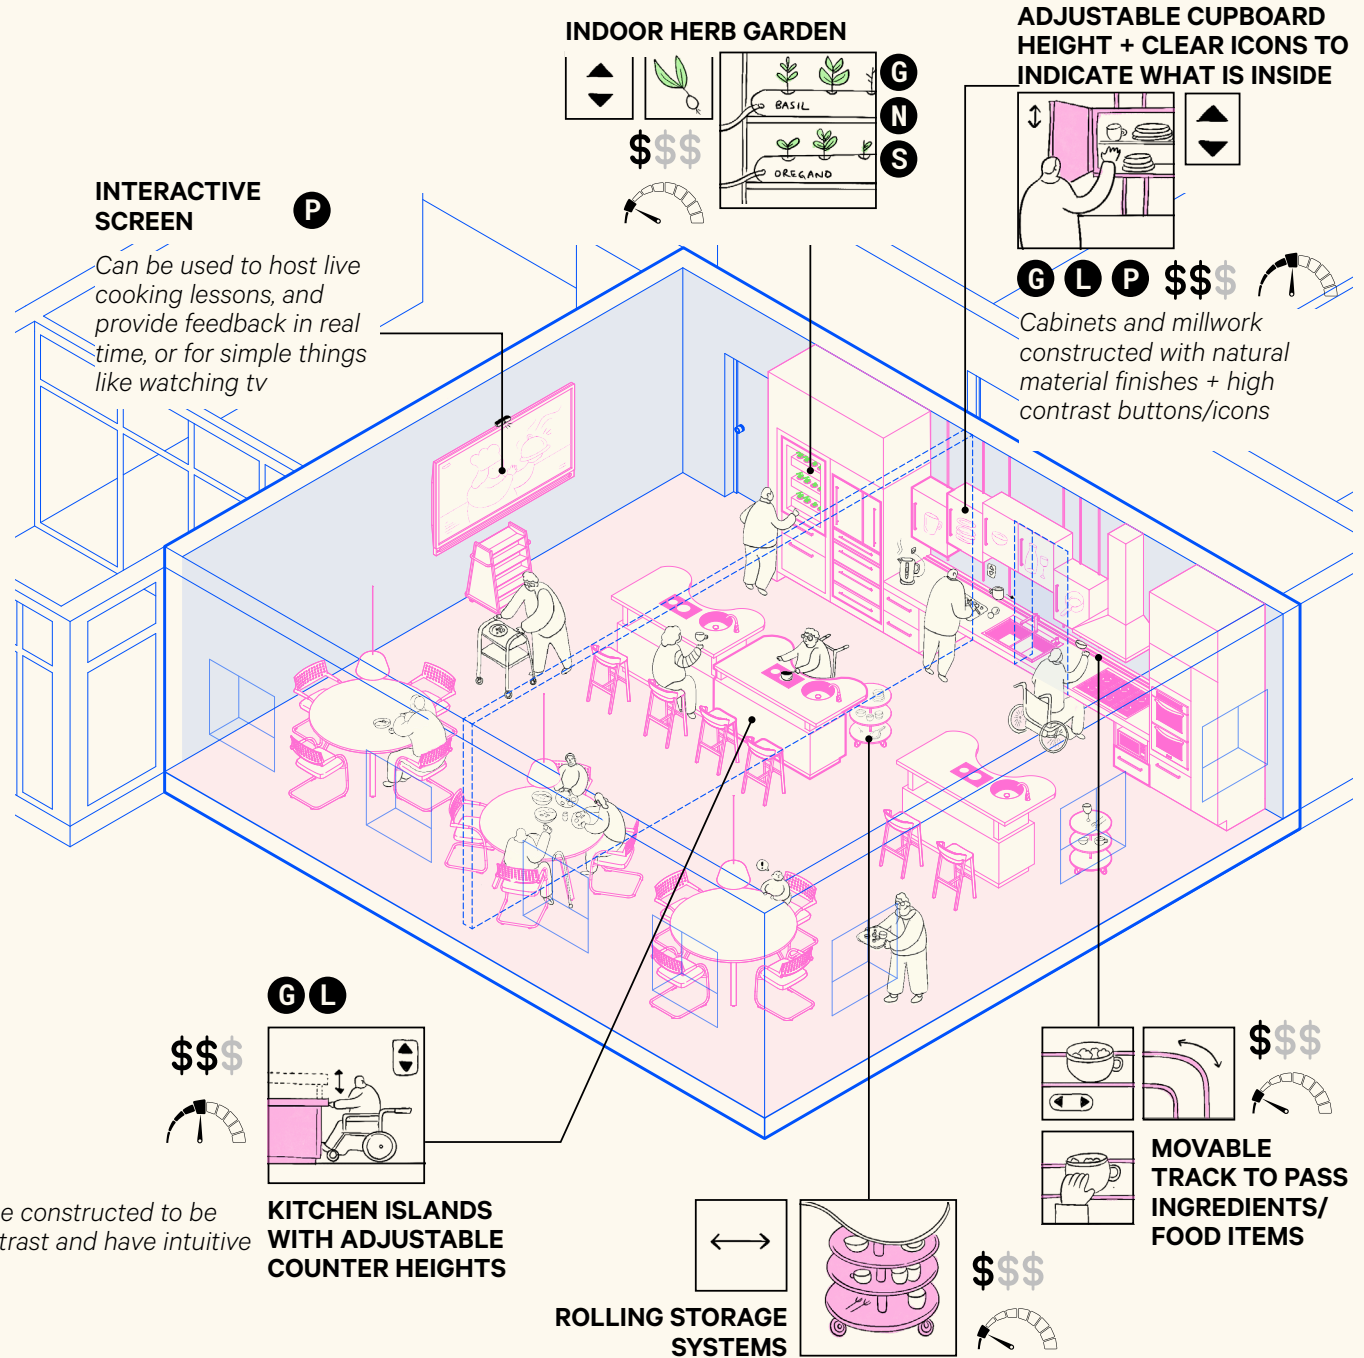 INDOOR HERB GARDEN
BASIL
OREGANO
G
N
S
$$$
ADJUSTABLE CUPBOARD
HEIGHT + CLEAR ICONS TO
INDICATE WHAT IS INSIDE
G L P $$$
Cabinets and millwork
constructed with natural
material finishes + high
contrast buttons/icons
INTERACTIVE
SCREEN
P
Can be used to host live
cooking lessons, and
provide feedback in real
time, or for simple things
like watching tv
!
G L
$$$
e constructed to be
trast and have intuitive
KITCHEN ISLANDS
WITH ADJUSTABLE
COUNTER HEIGHTS
ROLLING STORAGE
SYSTEMS
$$$
$$$
MOVABLE
TRACK TO PASS
INGREDIENTS/
FOOD ITEMS